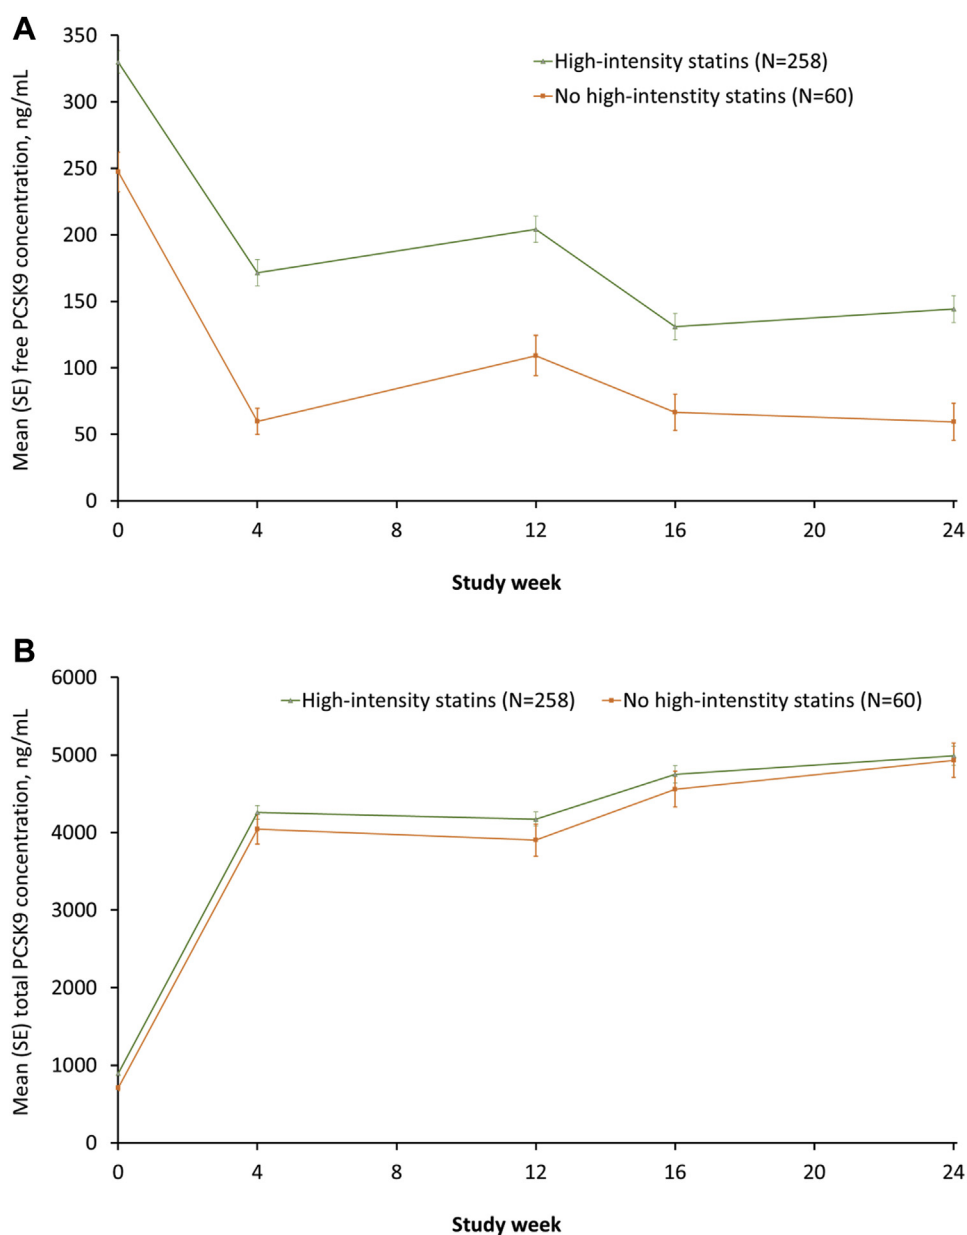 A
Mean (SE) free PCSK9 concentration, ng/mL
350
300
250
200
150
100
50
0
High-intensity statins (N=258)
No high-intenstity statins (N=60)
0 4 8 12 16 20 24
Study week
B
Mean (SE) total PCSK9 concentration, ng/mL
6000
5000
4000
3000
2000
1000
0
High-intensity statins (N=258) No high-intenstity statins (N=60)
0 4 8 12 16 20 24
Study week